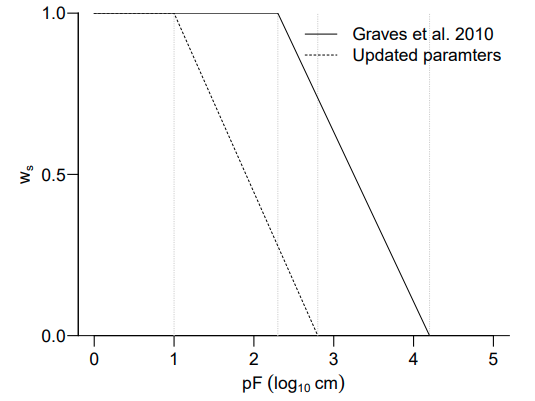 1.0
Graves et al. 2010
Updated paramters
0.5
ws
0.0
0 1 2 3 4 5
pF (log10 cm)